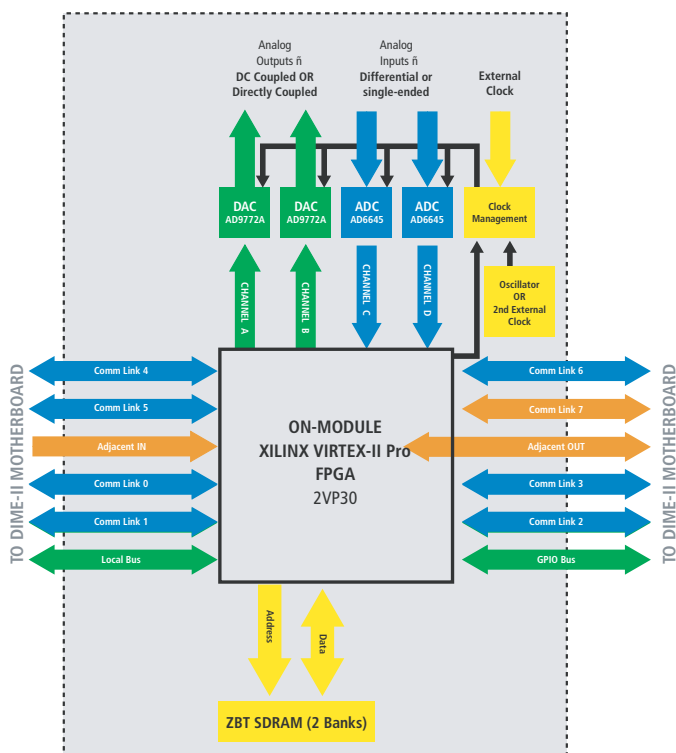 Analog
Outputs ñ
DC Coupled OR
Directly Coupled
Analog
Inputs ñ
Differential or
single-ended
External
Clock
DAC
AD9772A
DAC
AD9772A
ADC
AD6645
ADC
AD6645
Clock
Management
CHANNEL A
CHANNEL B
CHANNEL C
CHANNEL D
Oscillator
OR
2nd External
Clock
TO DIME-II MOTHERBOARD
Comm Link 4
Comm Link 5
Adjacent IN
Comm Link 0
Comm Link 1
Local Bus
ON-MODULE
XILINX VIRTEX-II Pro
FPGA
2VP30
Comm Link 6
Comm Link 7
Adjacent OUT
Comm Link 3
Comm Link 2
GPIO Bus
TO DIME-II MOTHERBOARD
Address
Data
ZBT SDRAM (2 Banks)